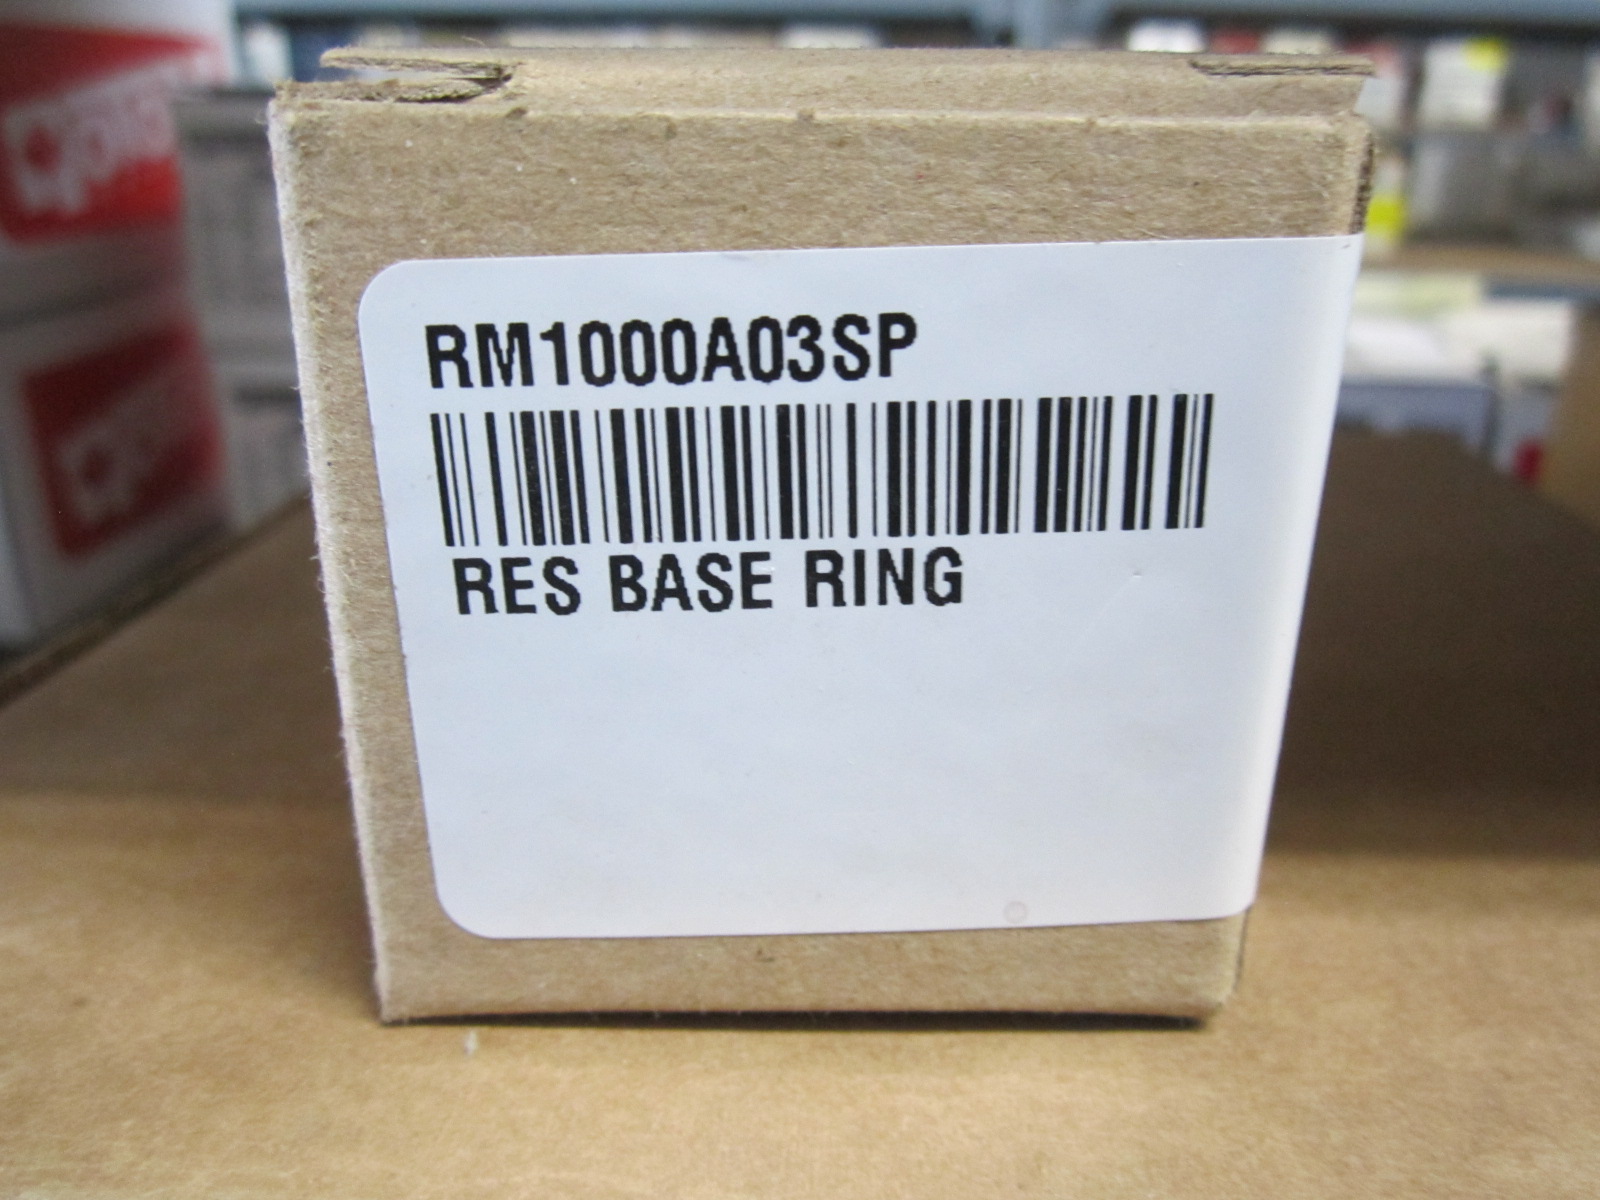 RM1000A03SP
RES BASE RING